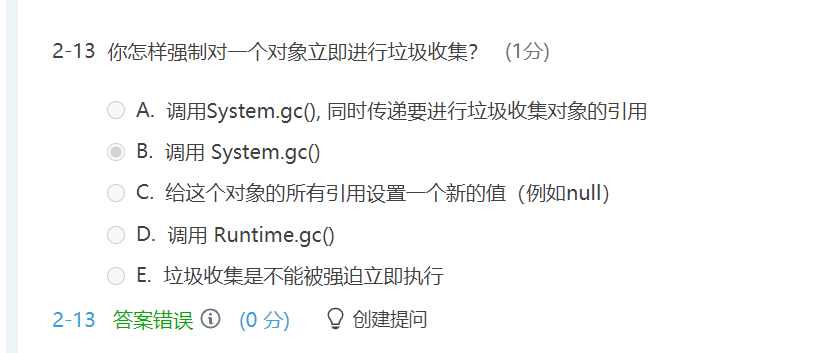 2-13 你怎样强制对一个对象立即进行垃圾收集? (1分)
A. 调用System.gc(), 同时传递要进行垃圾收集对象的引用
B. 调用 System.gc()
C. 给这个对象的所有引用设置一个新的值（例如null）
D. 调用 Runtime.gc()
E. 垃圾收集是不能被强迫立即执行
2-13 答案错误 (0 分) 创建提问